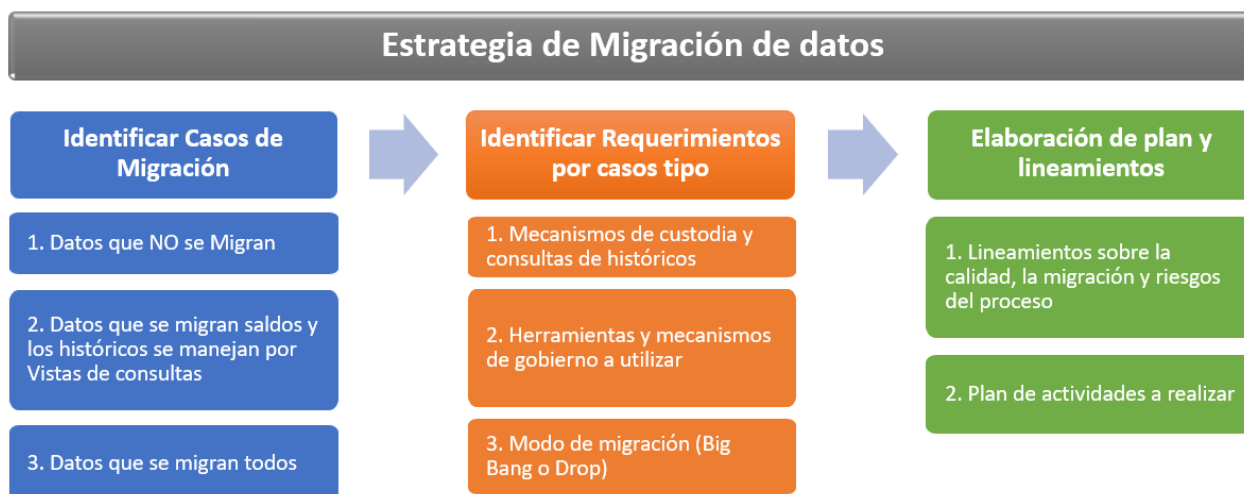 Estrategia de Migración de datos
Identificar Casos de
Migración
1. Datos que NO se Migran
2. Datos que se migran saldos y
los históricos se manejan por
Vistas de consultas
3. Datos que se migran todos
Identificar Requerimientos
por casos tipo
1. Mecanismos de custodia y
consultas de históricos
2. Herramientas y mecanismos
de gobierno a utilizar
3. Modo de migración (Big
Bang o Drop)
Elaboración de plan y
lineamientos
1. Lineamientos sobre la
calidad, la migración y riesgos
del proceso
2. Plan de actividades a realizar